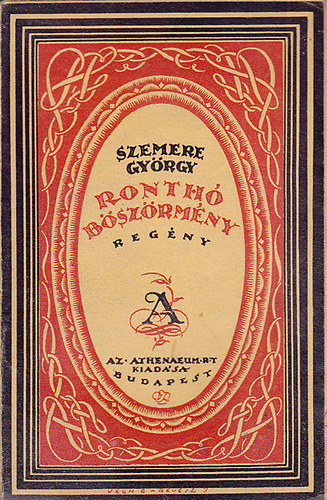 SZEMERE
GYÖRGY
RONTHÓ
BÖSZÖRMÉNY
REGÉNY
A
AZ · ATHENAEUM · R·T
KIADÁSA
BUDAPEST